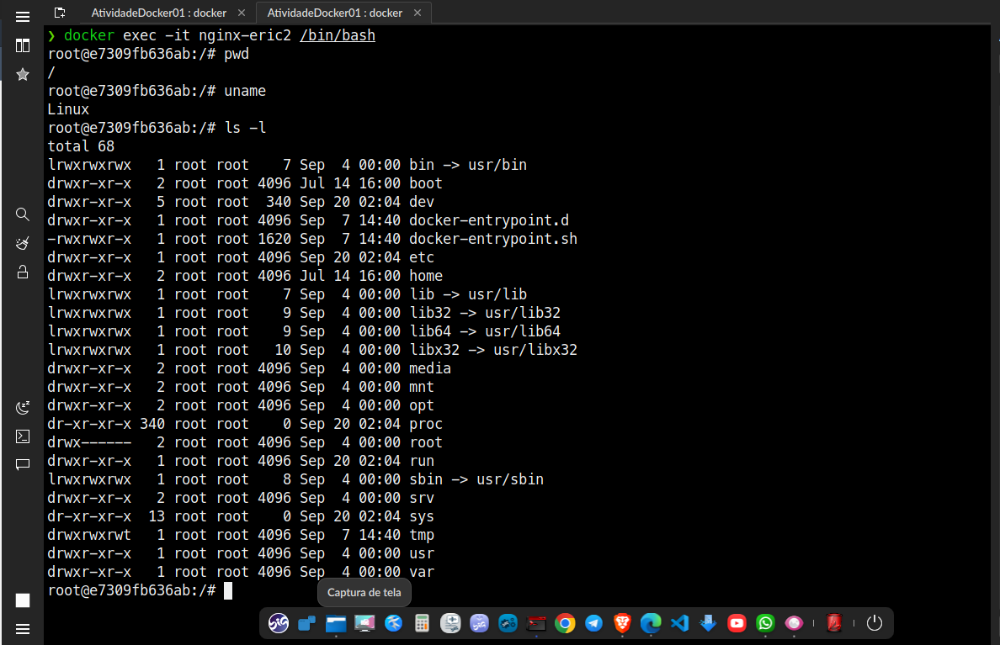 AtividadeDocker01 : docker × AtividadeDocker01 : docker ×
❯ docker exec -it nginx-eric2 /bin/bash
root@e7309fb636ab:/# pwd
/
root@e7309fb636ab:/# uname
Linux
root@e7309fb636ab:/# ls -l
total 68
lrwxrwxrwx   1 root root    7 Sep  4 00:00 bin -> usr/bin
drwxr-xr-x   2 root root 4096 Jul 14 16:00 boot
drwxr-xr-x   5 root root  340 Sep 20 02:04 dev
drwxr-xr-x   1 root root 4096 Sep  7 14:40 docker-entrypoint.d
-rwxrwxr-x   1 root root 1620 Sep  7 14:40 docker-entrypoint.sh
drwxr-xr-x   1 root root 4096 Sep 20 02:04 etc
drwxr-xr-x   2 root root 4096 Jul 14 16:00 home
lrwxrwxrwx   1 root root    7 Sep  4 00:00 lib -> usr/lib
lrwxrwxrwx   1 root root    9 Sep  4 00:00 lib32 -> usr/lib32
lrwxrwxrwx   1 root root    9 Sep  4 00:00 lib64 -> usr/lib64
lrwxrwxrwx   1 root root   10 Sep  4 00:00 libx32 -> usr/libx32
drwxr-xr-x   2 root root 4096 Sep  4 00:00 media
drwxr-xr-x   2 root root 4096 Sep  4 00:00 mnt
drwxr-xr-x   2 root root 4096 Sep  4 00:00 opt
dr-xr-xr-x 340 root root    0 Sep 20 02:04 proc
drwx------   2 root root 4096 Sep  4 00:00 root
drwxr-xr-x   1 root root 4096 Sep 20 02:04 run
lrwxrwxrwx   1 root root    8 Sep  4 00:00 sbin -> usr/sbin
drwxr-xr-x   2 root root 4096 Sep  4 00:00 srv
dr-xr-xr-x  13 root root    0 Sep 20 02:04 sys
drwxrwxrwt   1 root root 4096 Sep  7 14:40 tmp
drwxr-xr-x   1 root root 4096 Sep  4 00:00 usr
drwxr-xr-x   1 root root 4096 Sep  4 00:00 var
root@e7309fb636ab:/#
Captura de tela